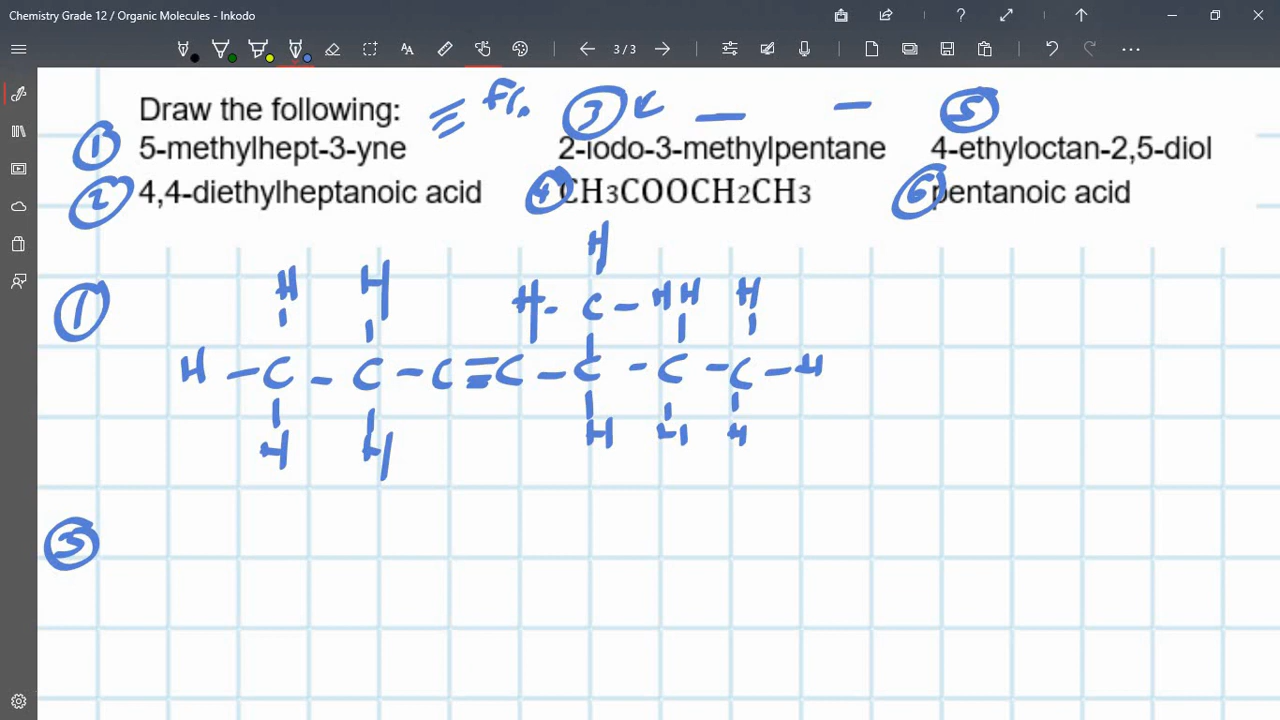 Chemistry Grade 12 / Organic Molecules - Inkodo
3 / 3
Draw the following:
≡ Fr.
① 5-methylhept-3-yne
③ 2-iodo-3-methylpentane
⑤ 4-ethyloctan-2,5-diol
② 4,4-diethylheptanoic acid
④ CH3COOCH2CH3
⑥ pentanoic acid
H
① H H H - C - H H H
H - C - C - C ≡ C - C - C - C - H
H H H H H
③